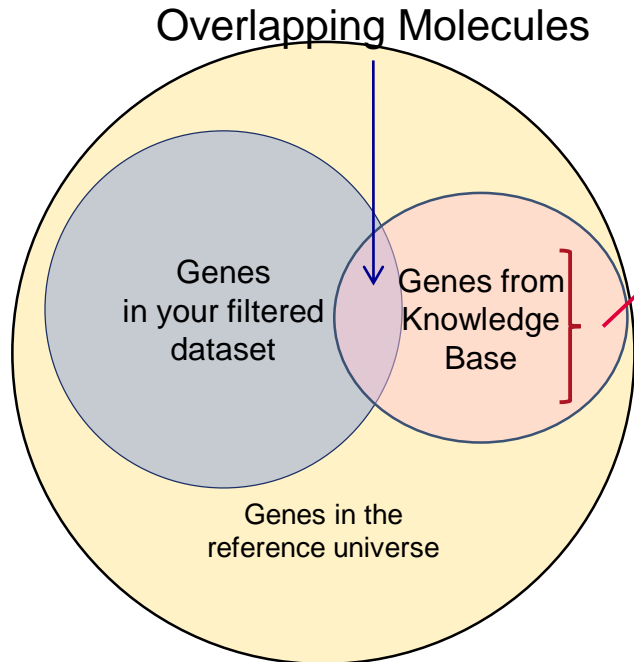 Overlapping Molecules
Genes
in your filtered
dataset
Genes from
Knowledge
Base
Genes in the
reference universe